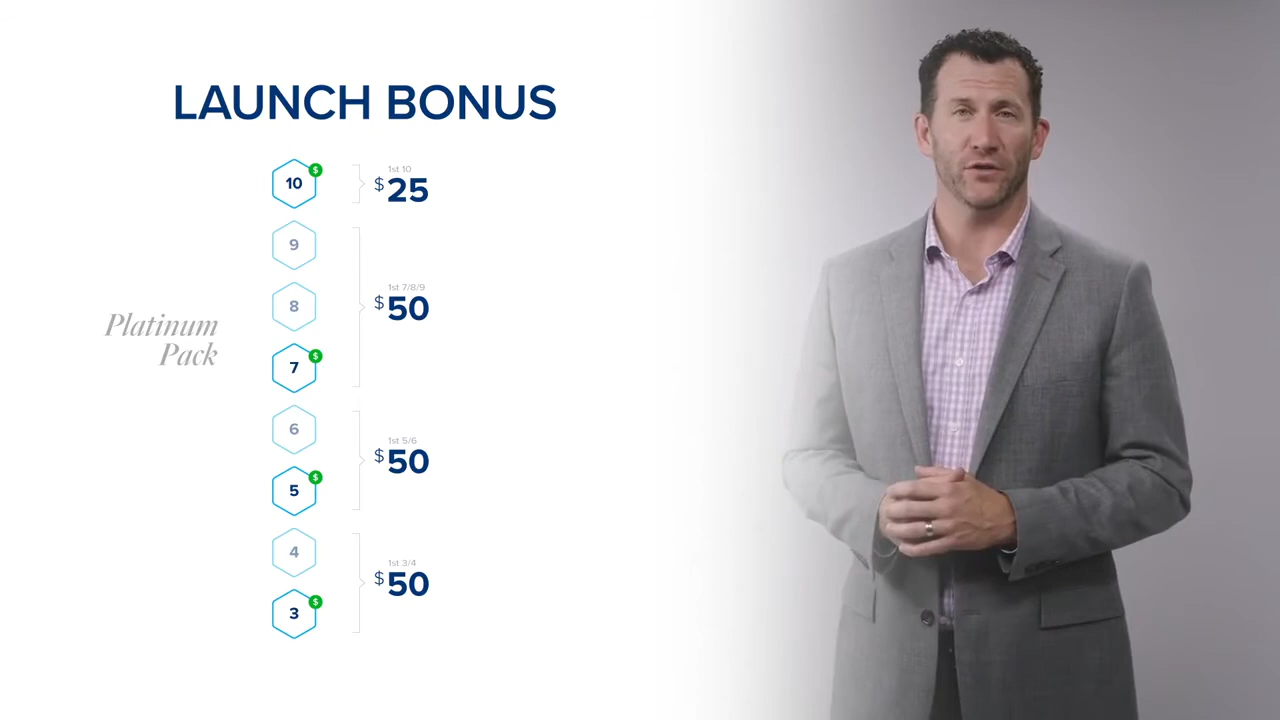 LAUNCH BONUS
10 $
1st 10
$25
9
8
1st 7/8/9
$50
Platinum
Pack
7 $
6
1st 5/6
$50
5 $
4
1st 3/4
$50
3 $